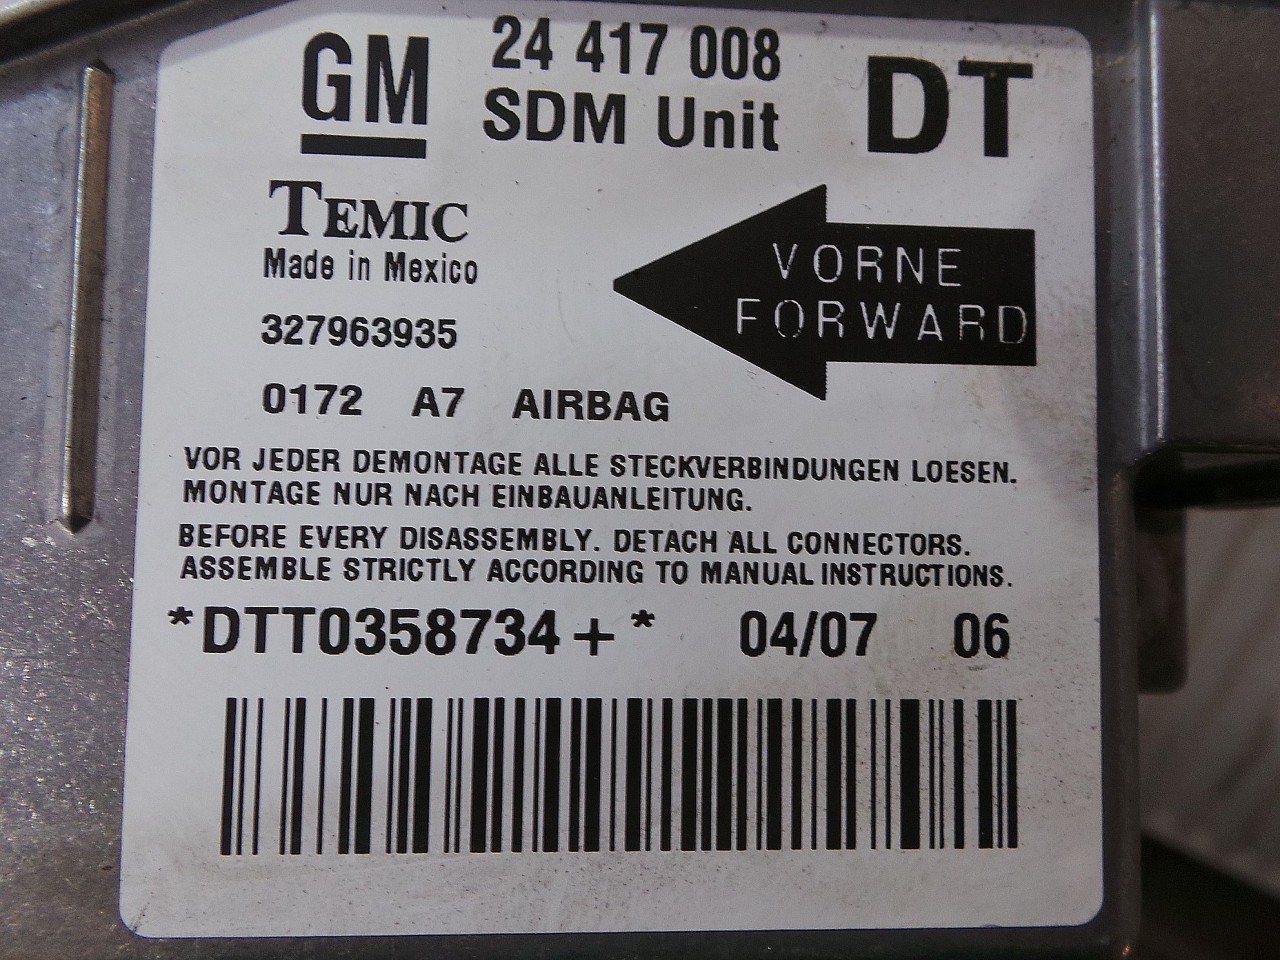 GM 24 417 008 DT
SDM Unit
TEMIC
Made in Mexico
VORNE
FORWARD
327963935
0172 A7 AIRBAG
VOR JEDER DEMONTAGE ALLE STECKVERBINDUNGEN LOESEN.
MONTAGE NUR NACH EINBAUANLEITUNG.
BEFORE EVERY DISASSEMBLY. DETACH ALL CONNECTORS.
ASSEMBLE STRICTLY ACCORDING TO MANUAL INSTRUCTIONS.
*DTT0358734+* 04/07 06